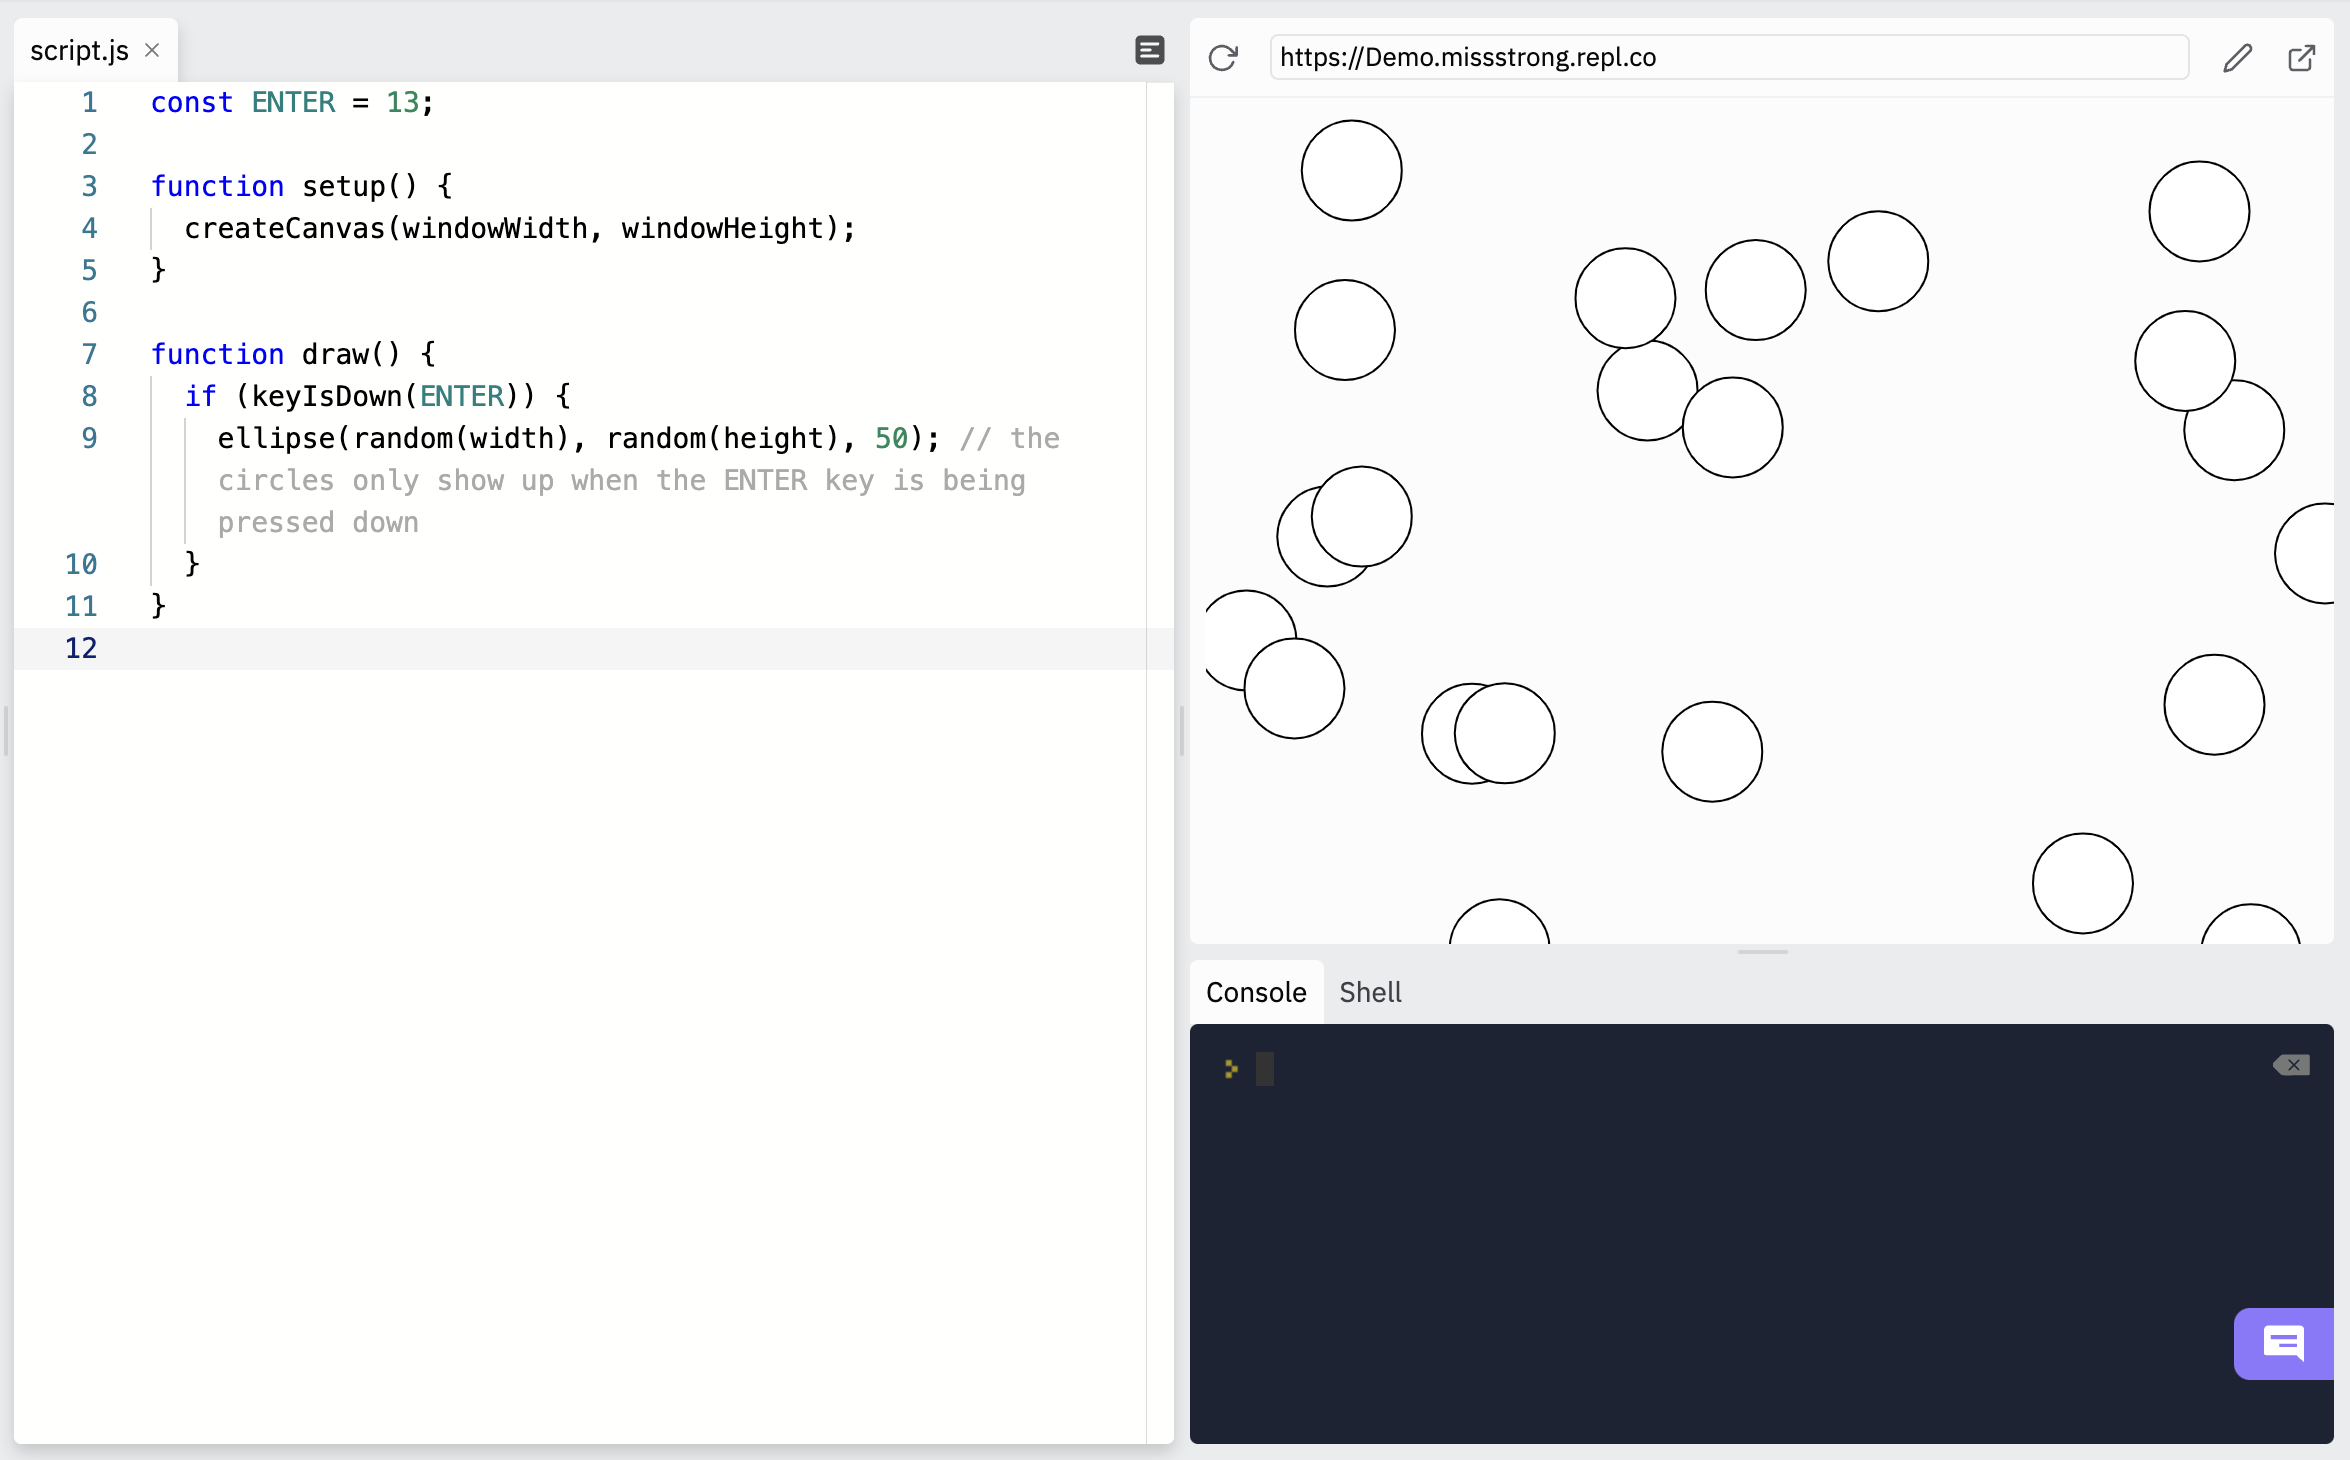 script.js
1 const ENTER = 13;
2
3 function setup() {
4 createCanvas(windowWidth, windowHeight);
5 }
6
7 function draw() {
8 if (keyIsDown(ENTER)) {
9 ellipse(random(width), random(height), 50); // the
circles only show up when the ENTER key is being
pressed down
10 }
11 }
12
https://Demo.missstrong.repl.co
Console Shell